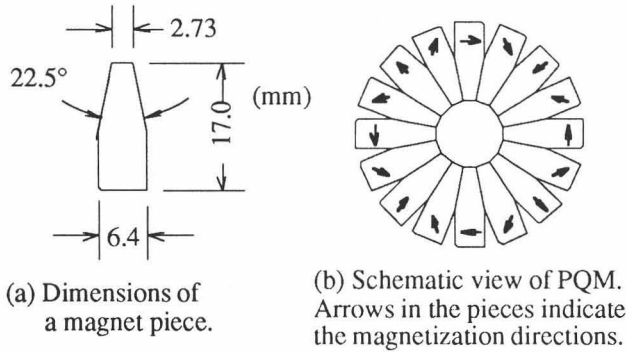 2.73
22.5°
17.0
(mm)
6.4
(a) Dimensions of
a magnet piece.
(b) Schematic view of PQM.
Arrows in the pieces indicate
the magnetization directions.